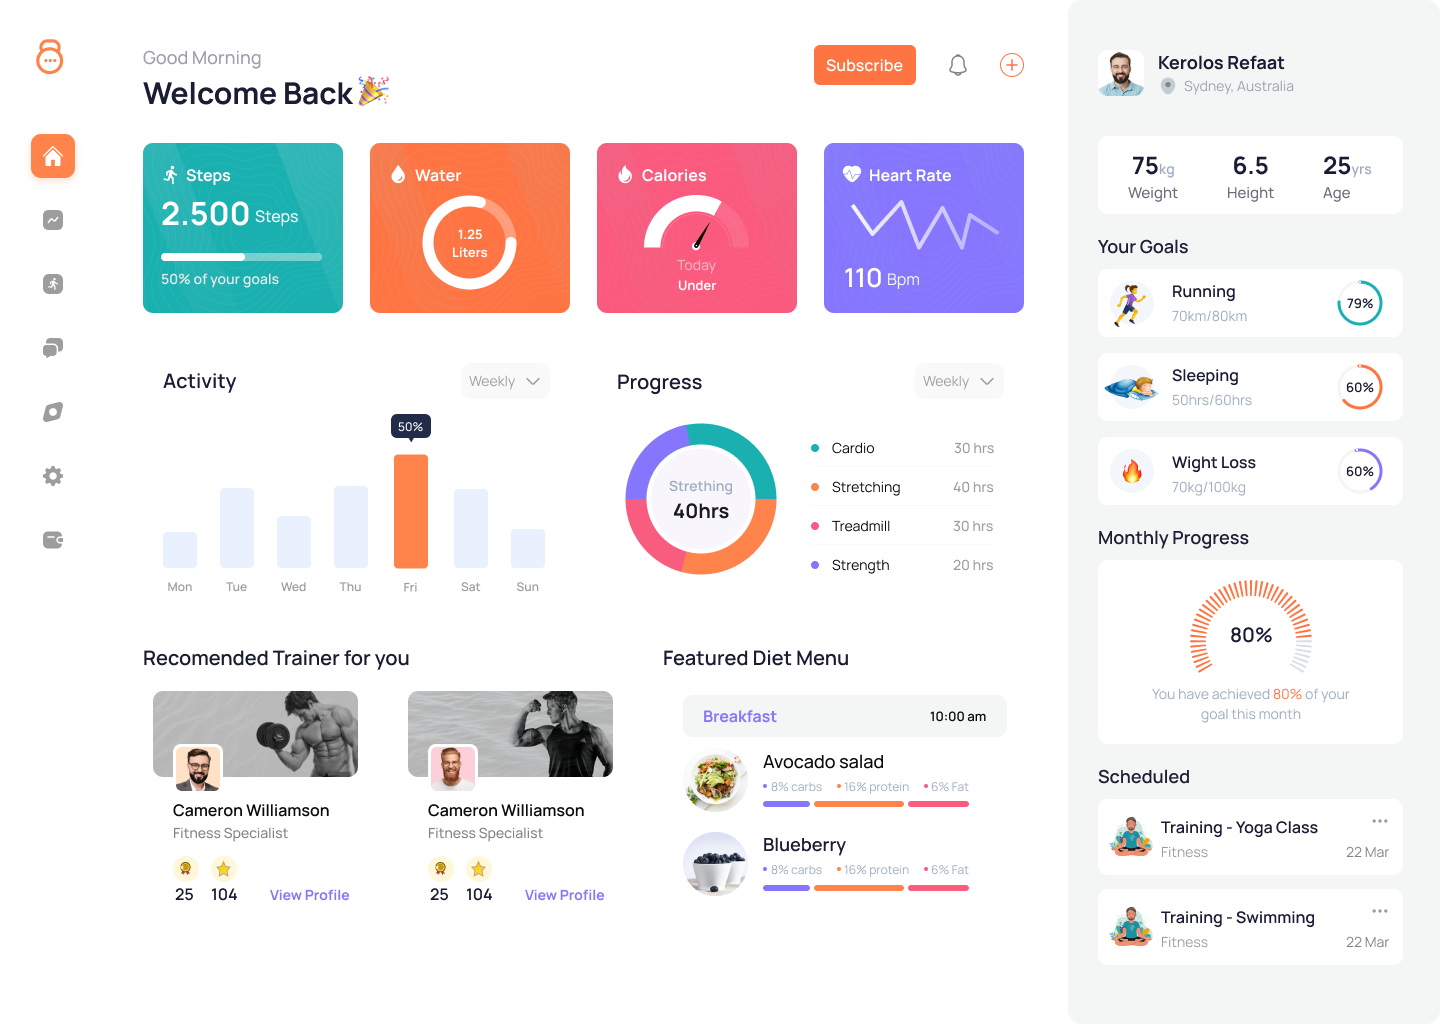 Good Morning
Welcome Back
Subscribe
Steps
2.500 Steps
50% of your goals
Water
1.25
Liters
Calories
Today
Under
Heart Rate
110 Bpm
Activity
Weekly
50%
Mon Tue Wed Thu Fri Sat Sun
Progress
Weekly
Strething
40hrs
Cardio 30 hrs
Stretching 40 hrs
Treadmill 30 hrs
Strength 20 hrs
Recomended Trainer for you
Cameron Williamson
Fitness Specialist
25 104 View Profile
Cameron Williamson
Fitness Specialist
25 104 View Profile
Featured Diet Menu
Breakfast 10:00 am
Avocado salad
8% carbs 16% protein 6% Fat
Blueberry
8% carbs 16% protein 6% Fat
Kerolos Refaat
Sydney, Australia
75kg 6.5 25yrs
Weight Height Age
Your Goals
Running
70km/80km
79%
Sleeping
50hrs/60hrs
60%
Wight Loss
70kg/100kg
60%
Monthly Progress
80%
You have achieved 80% of your
goal this month
Scheduled
Training - Yoga Class
Fitness 22 Mar
Training - Swimming
Fitness 22 Mar